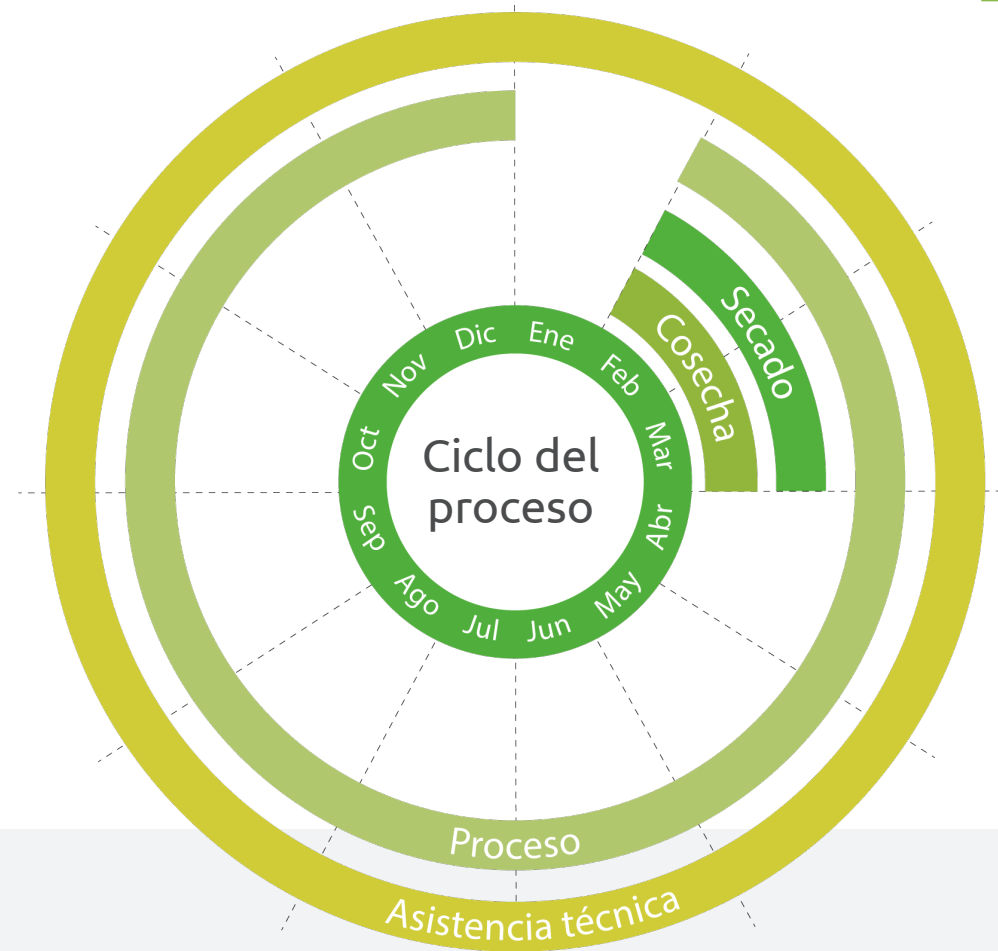 Ciclo del
proceso
Ene
Feb
Mar
Abr
May
Jun
Jul
Ago
Sep
Oct
Nov
Dic
Cosecha
Secado
Proceso
Asistencia técnica